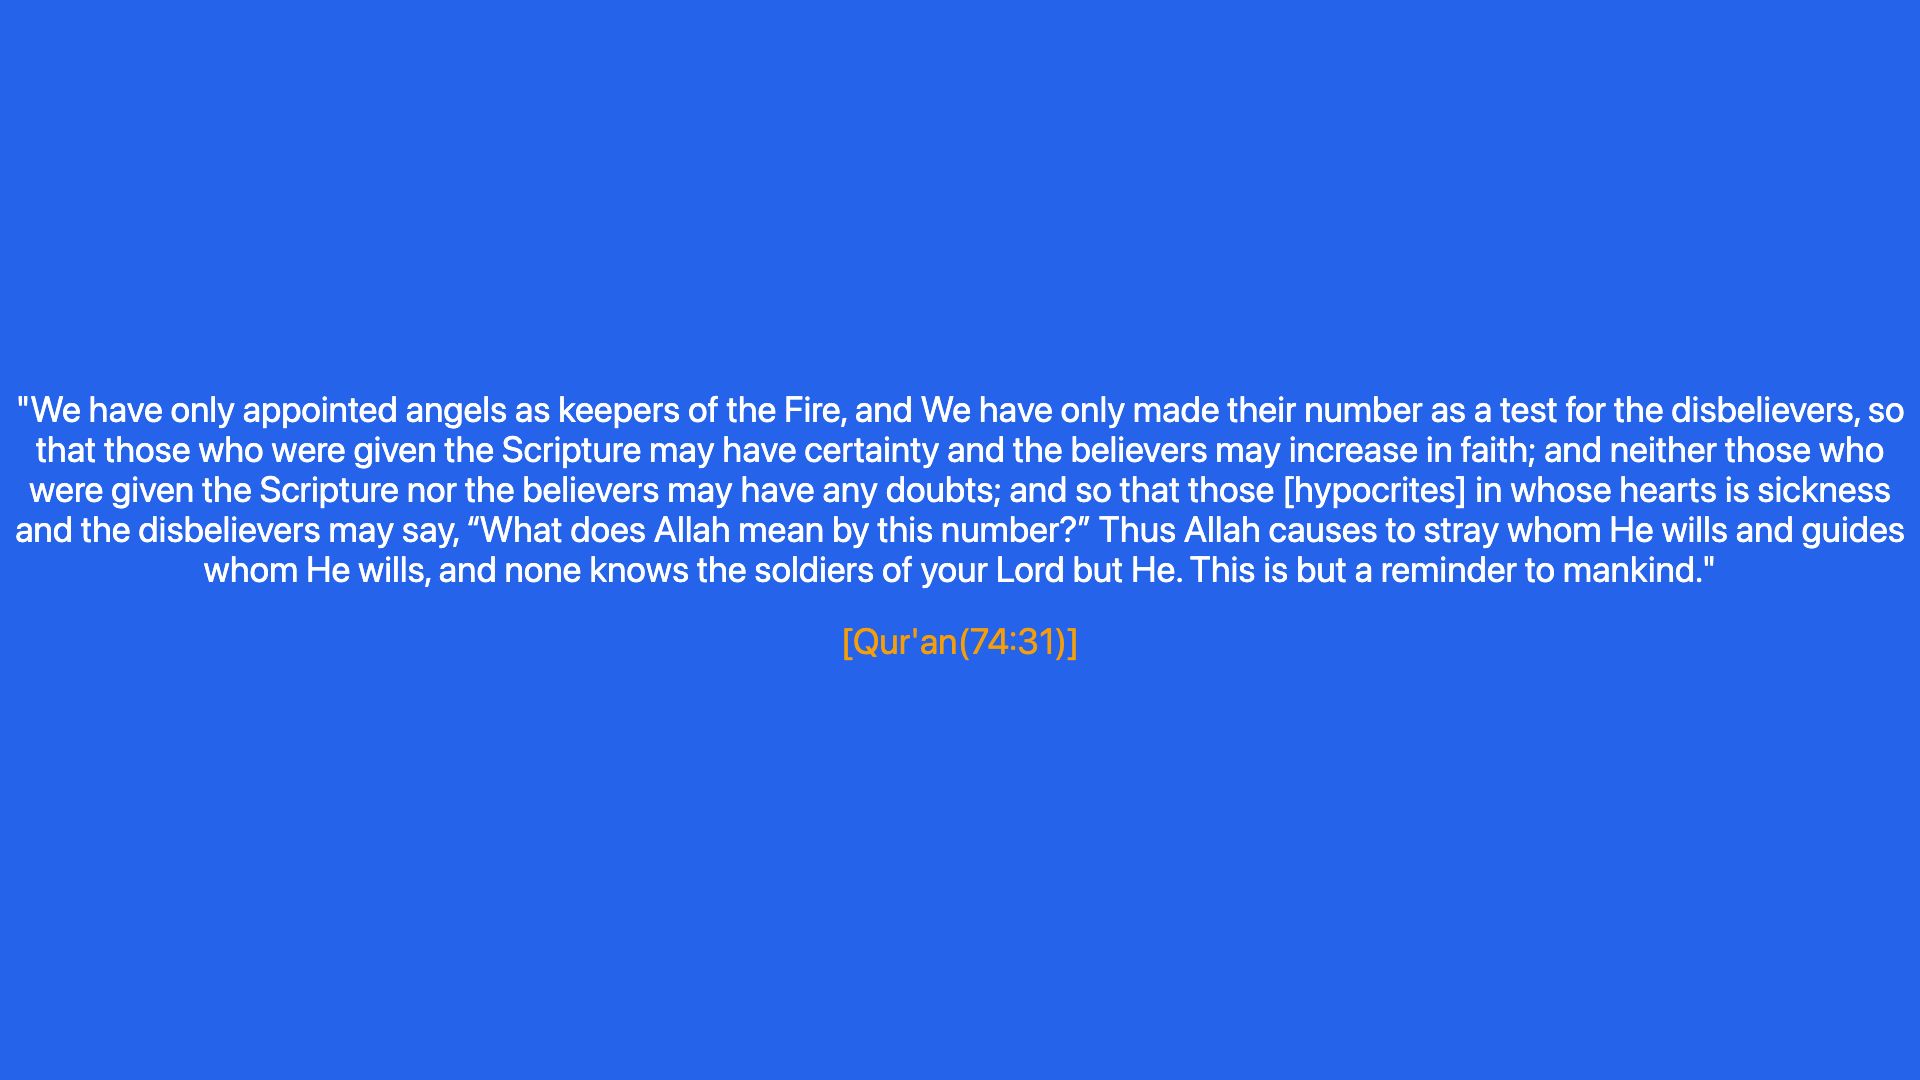 "We have only appointed angels as keepers of the Fire, and We have only made their number as a test for the disbelievers, so
that those who were given the Scripture may have certainty and the believers may increase in faith; and neither those who
were given the Scripture nor the believers may have any doubts; and so that those [hypocrites] in whose hearts is sickness
and the disbelievers may say, “What does Allah mean by this number?” Thus Allah causes to stray whom He wills and guides
whom He wills, and none knows the soldiers of your Lord but He. This is but a reminder to mankind."
[Qur'an(74:31)]